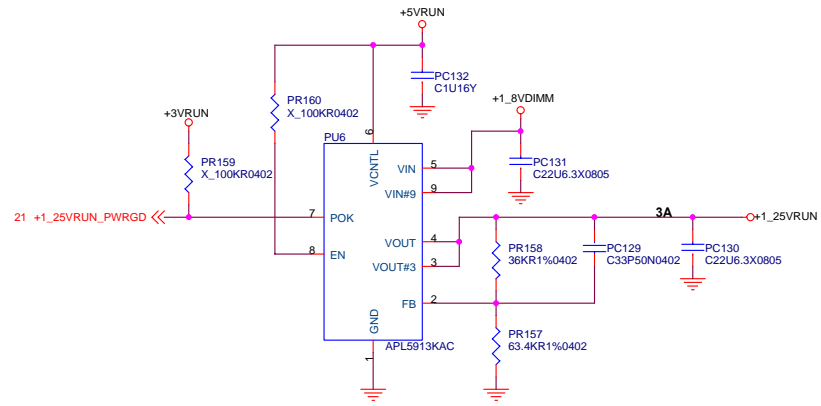 +5VRUN
PC132
C1U16Y
+1_8VDIMM
PR160
X_100KR0402
+3VRUN
PU6
6
VCNTL
PR159
X_100KR0402
VIN
5
PC131
C22U6.3X0805
VIN#9
9
21 +1_25VRUN_PWRGD
7
POK
3A
+1_25VRUN
VOUT
4
8
EN
VOUT#3
3
PR158
36KR1%0402
PC129
C33P50N0402
PC130
C22U6.3X0805
FB
2
GND
PR157
63.4KR1%0402
1
APL5913KAC